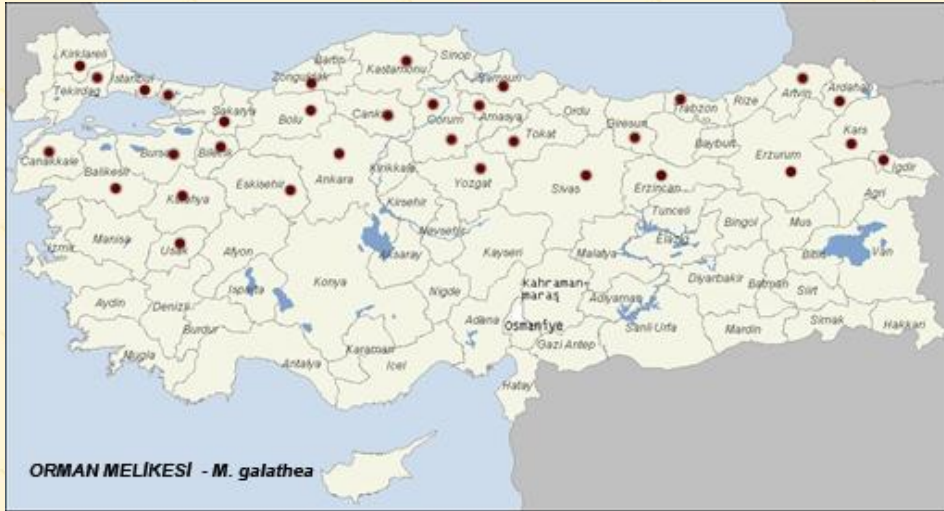 Kirklareli
Tekirdag
Istanbul
Sakarya
Zonguldak
Bartin
Kastamonu
Sinop
Samsun
Bolu
Cankiri
Corum
Amasya
Tokat
Ordu
Giresun
Trabzon
Rize
Artvin
Ardahan
Kars
Igdir
Bayburt
Erzurum
Agri
Canakkale
Balikesir
Bursa
Bilecik
Eskisehir
Ankara
Kirikkale
Kirsehir
Yozgat
Sivas
Erzincan
Tunceli
Bingol
Mus
Kutahya
Manisa
Izmir
Usak
Afyon
Konya
Aksaray
Nevsehir
Kayseri
Malatya
Elazig
Diyarbakir
Batman
Bitlis
Van
Siirt
Aydin
Denizli
Isparta
Burdur
Mugla
Antalya
Karaman
Icel
Nigde
Adana
Kahraman-
maraş
Osmaniye
Adiyaman
Gazi Antep
Sanli Urfa
Mardin
Sirnak
Hakkari
Hatay
ORMAN MELİKESİ - M. galathea